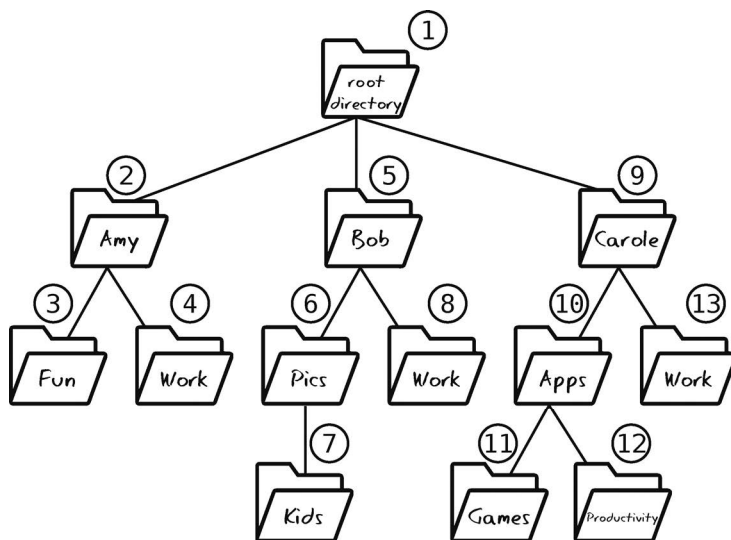 1
root
directory
2
5
9
Amy
Bob
Carole
3
4
6
8
10
13
Fun
Work
Pics
Work
Apps
Work
7
11
12
Kids
Games
Productivity